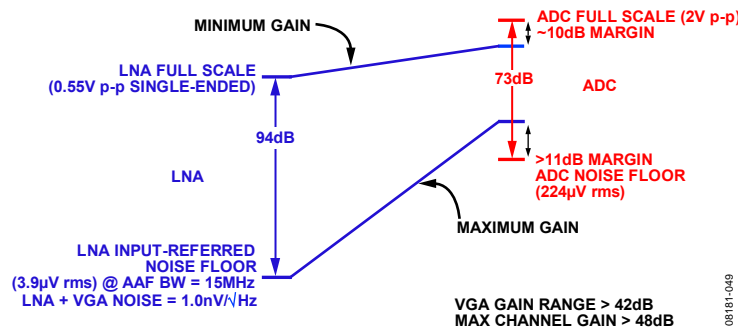 MINIMUM GAIN
ADC FULL SCALE (2V p-p)
~10dB MARGIN
LNA FULL SCALE
(0.55V p-p SINGLE-ENDED)
73dB
ADC
94dB
LNA
>11dB MARGIN
ADC NOISE FLOOR
(224µV rms)
MAXIMUM GAIN
LNA INPUT-REFERRED
NOISE FLOOR
(3.9µV rms) @ AAF BW = 15MHz
LNA + VGA NOISE = 1.0nV/√Hz
VGA GAIN RANGE > 42dB
MAX CHANNEL GAIN > 48dB
08181-049